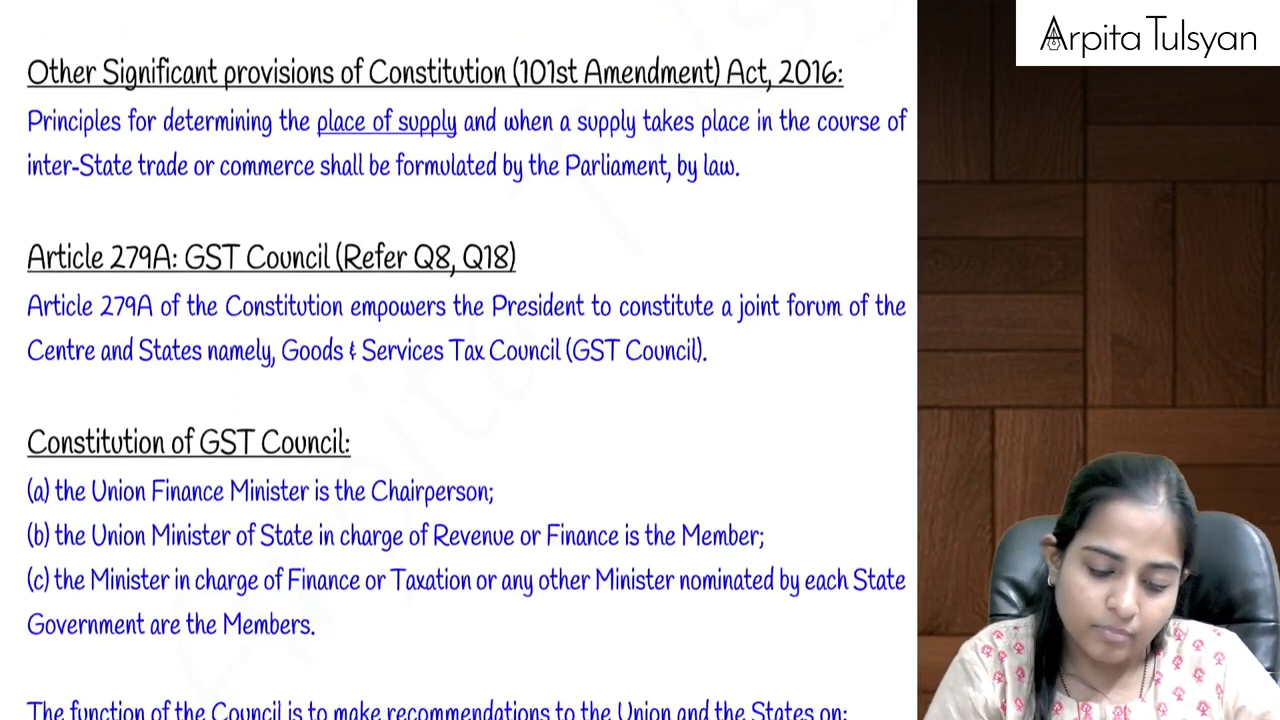 Arpita Tulsyan
Other Significant provisions of Constitution (101st Amendment) Act, 2016:
Principles for determining the place of supply and when a supply takes place in the course of
inter-State trade or commerce shall be formulated by the Parliament, by law.
Article 279A: GST Council (Refer Q8, Q18)
Article 279A of the Constitution empowers the President to constitute a joint forum of the
Centre and States namely, Goods & Services Tax Council (GST Council).
Constitution of GST Council:
(a) the Union Finance Minister is the Chairperson;
(b) the Union Minister of State in charge of Revenue or Finance is the Member;
(c) the Minister in charge of Finance or Taxation or any other Minister nominated by each State
Government are the Members.
The function of the Council is to make recommendations to the Union and the States on: